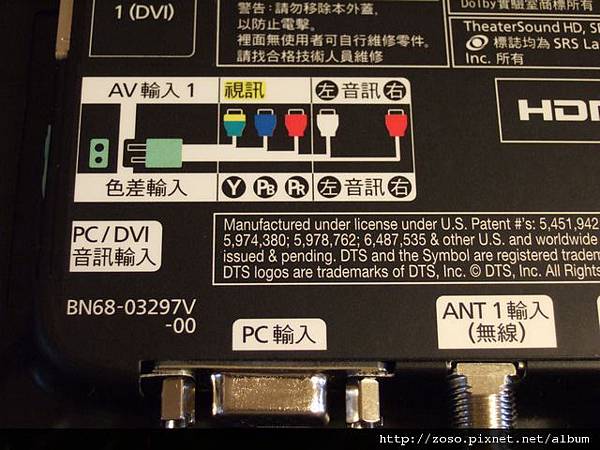 1 (DVI)
警告: 請勿移除本外蓋,
以防止電擊。
裡面無使用者可自行維修零件。
請找合格技術人員維修
Dolby實驗室商標所有
TheaterSound HD, S
標誌均為 SRS La
Inc. 所有
AV 輸入 1
視訊
左 音訊 右
HDM
色差輸入
Y PB PR
左 音訊 右
PC / DVI
音訊輸入
Manufactured under license under U.S. Patent #'s: 5,451,942
5,974,380; 5,978,762; 6,487,535 & other U.S. and worldwide
issued & pending. DTS and the Symbol are registered tradem
DTS logos are trademarks of DTS, Inc. © DTS, Inc. All Rights
BN68-03297V
-00
PC 輸入
ANT 1 輸入
(無線)
http://zoso.pixnet.net/album